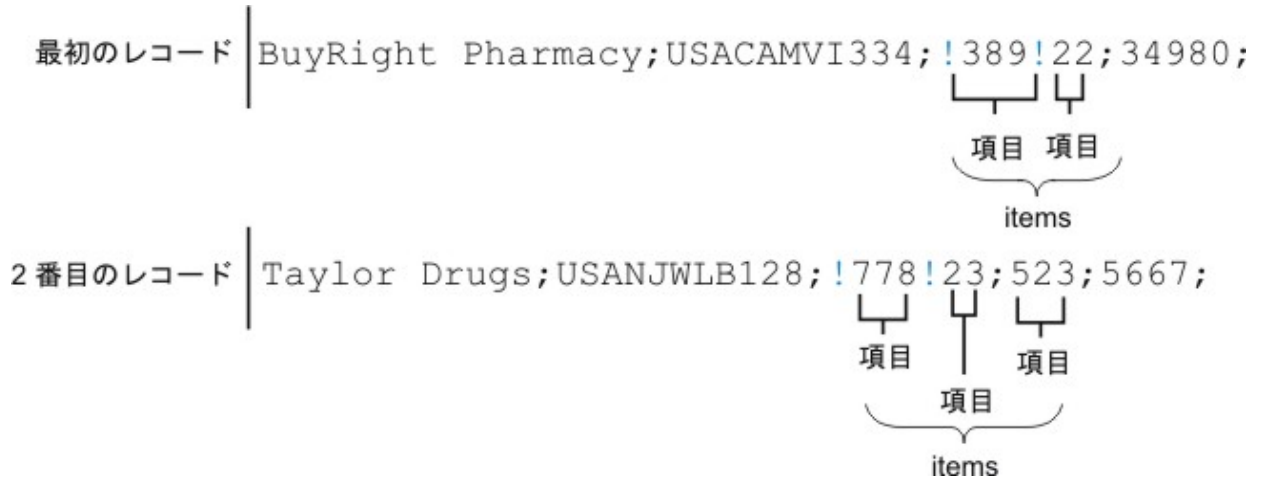 最初のレコード BuyRight Pharmacy;USACAMVI334;!389!22;34980;
項目 項目
items
2 番目のレコード Taylor Drugs;USANJWLB128;!778!23;523;5667;
項目 項目
項目
items